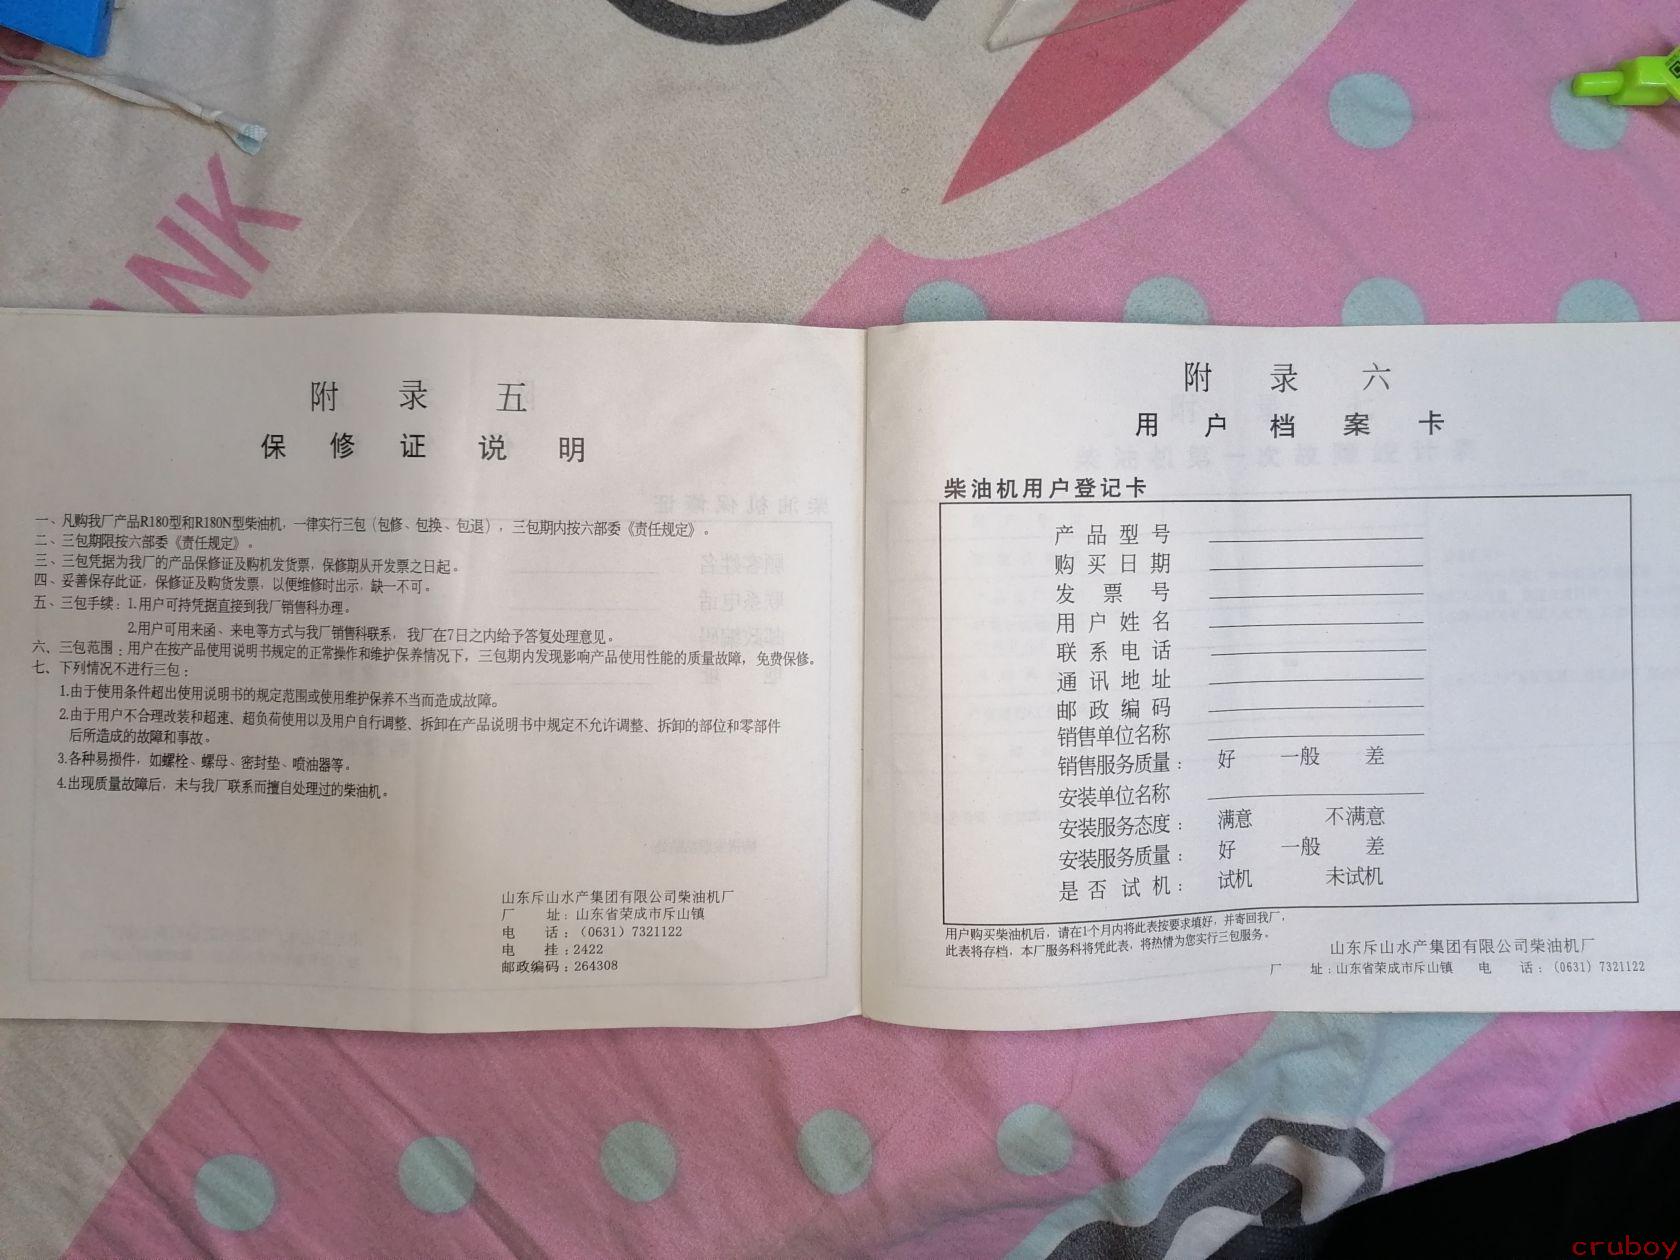 ANK
附录五
保修证说明
一、凡购我厂产品R180型和R180N型柴油机，一律实行三包（包修、包换、包退），三包期内按六部委《责任规定》。
二、三包期限按六部委《责任规定》。
三、三包凭据为我厂的产品保修证及购机发货票，保修期从开发票之日起。
四、妥善保存此证，保修证及购货发票，以便维修时出示，缺一不可。
五、三包手续：1.用户可持凭据直接到我厂销售科办理。
2.用户可用来函、来电等方式与我厂销售科联系，我厂在7日之内给予答复处理意见。
六、三包范围：用户在按产品使用说明书规定的正常操作和维护保养情况下，三包期内发现影响产品使用性能的质量故障，免费保修。
七、下列情况不进行三包：
1.由于使用条件超出使用说明书的规定范围或使用维护保养不当而造成故障。
2.由于用户不合理改装和超速、超负荷使用以及用户自行调整、拆卸在产品说明书中规定不允许调整、拆卸的部位和零部件
后所造成的故障和事故。
3.各种易损件，如螺栓、螺母、密封垫、喷油器等。
4.出现质量故障后，未与我厂联系而擅自处理过的柴油机。
山东斥山水产集团有限公司柴油机厂
厂 址：山东省荣成市斥山镇
电 话：（0631）7321122
电 挂：2422
邮政编码：264308
附录六
用户档案卡
柴油机用户登记卡
产品型号
购买日期
发票号
用户姓名
联系电话
通讯地址
邮政编码
销售单位名称
销售服务质量： 好 一般 差
安装单位名称
安装服务态度： 满意 不满意
安装服务质量： 好 一般 差
是否试机： 试机 未试机
用户购买柴油机后，请在1个月内将此表按要求填好，并寄回我厂，
此表将存档，本厂服务科将凭此表，将热情为您实行三包服务。
山东斥山水产集团有限公司柴油机厂
厂 址：山东省荣成市斥山镇 电 话：（0631）7321122
cruboy